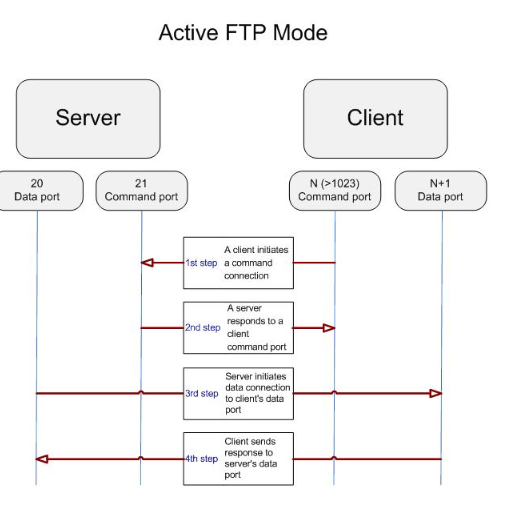 Active FTP Mode
Server
Client
20
Data port
21
Command port
N (>1023)
Command port
N+1
Data port
1st step
A client initiates
a command
connection
2nd step
A server
responds to a
client
command port
3rd step
Server initiates
data connection
to client's data
port
4th step
Client sends
response to
server's data
port